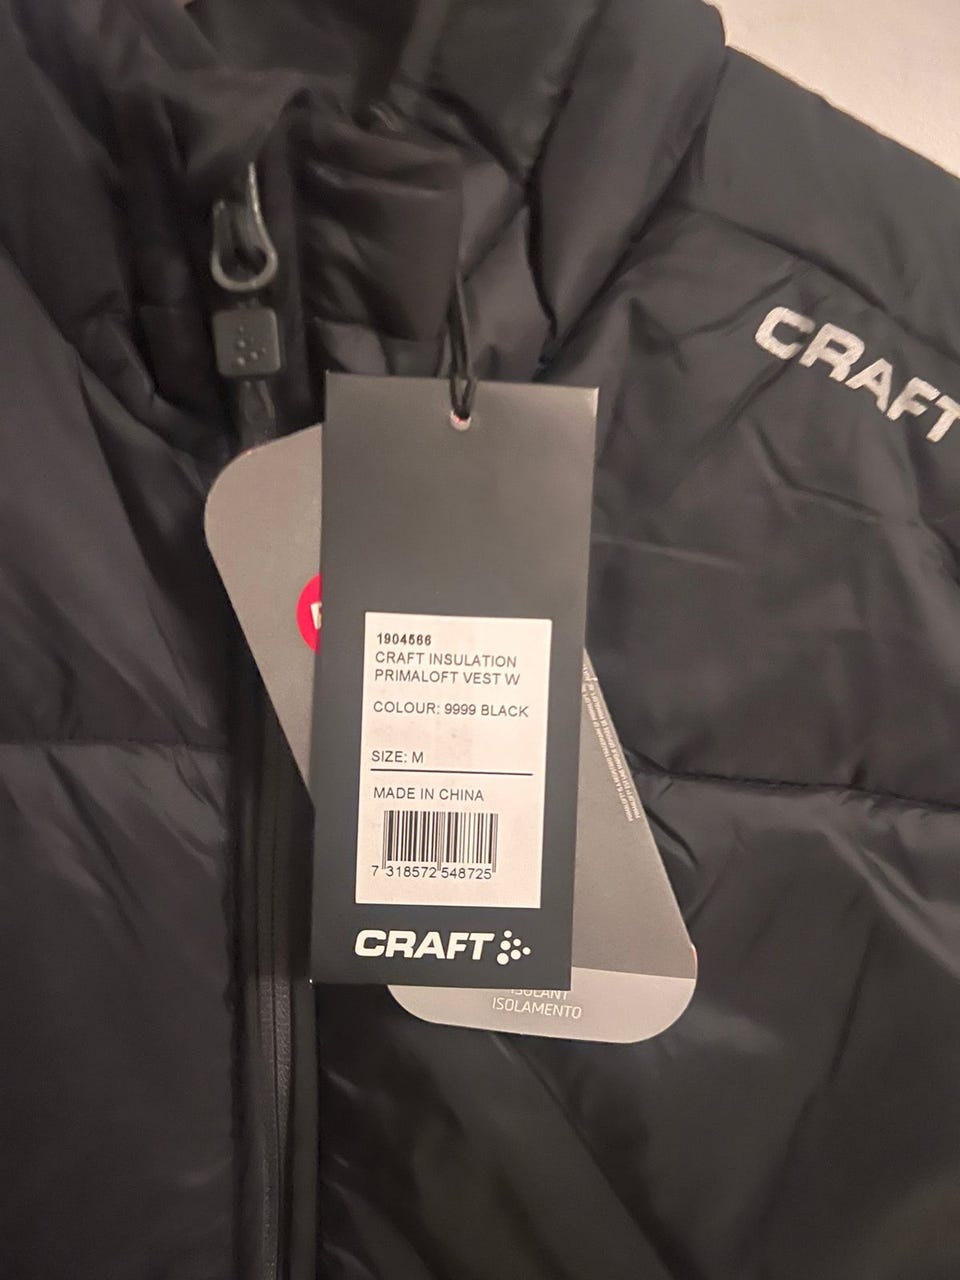 CRAFT
1904566
CRAFT INSULATION
PRIMALOFT VEST W
COLOUR: 9999 BLACK
SIZE: M
MADE IN CHINA
7 318572 548725
CRAFT
ISOLANT
ISOLAMENTO